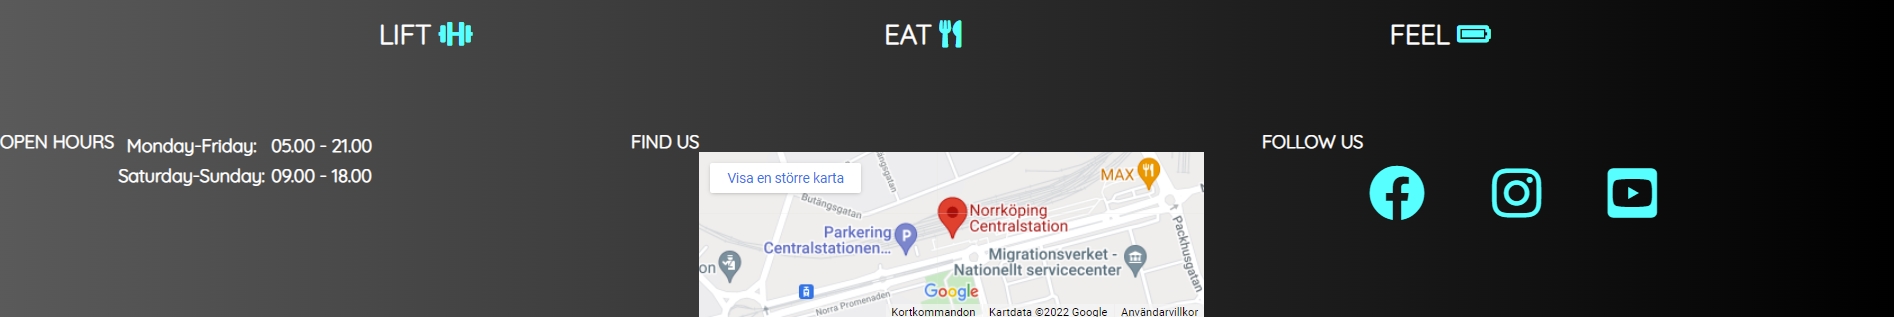 LIFT EAT FEEL
OPEN HOURS
Monday-Friday: 05.00 - 21.00
Saturday-Sunday: 09.00 - 18.00
FIND US
Visa en större karta
MAX
Butängsgatan
Norrköping
Centralstation
Parkering
Centralstationen...
Packhusgatan
Migrationsverket -
Nationellt servicecenter
on
Google
Norra Promenaden
Kortkommandon Kartdata ©2022 Google Användarvillkor
FOLLOW US